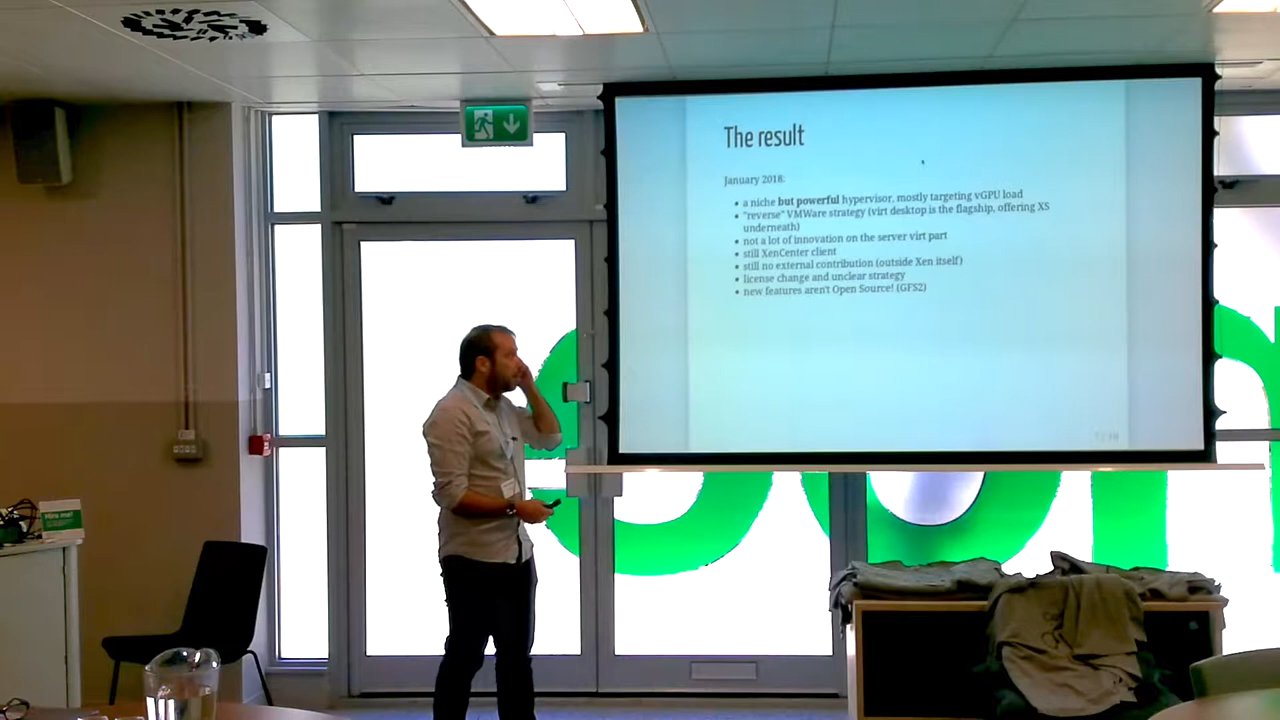 The result
January 2018:
a niche but powerful hypervisor, mostly targeting vGPU load
"reverse" VMWare strategy (virt desktop is the flagship, offering XS
underneath)
not a lot of innovation on the server virt part
still XenCenter client
still no external contribution (outside Xen itself)
license change and unclear strategy
new features aren't Open Source! (GFS2)
Hire me!